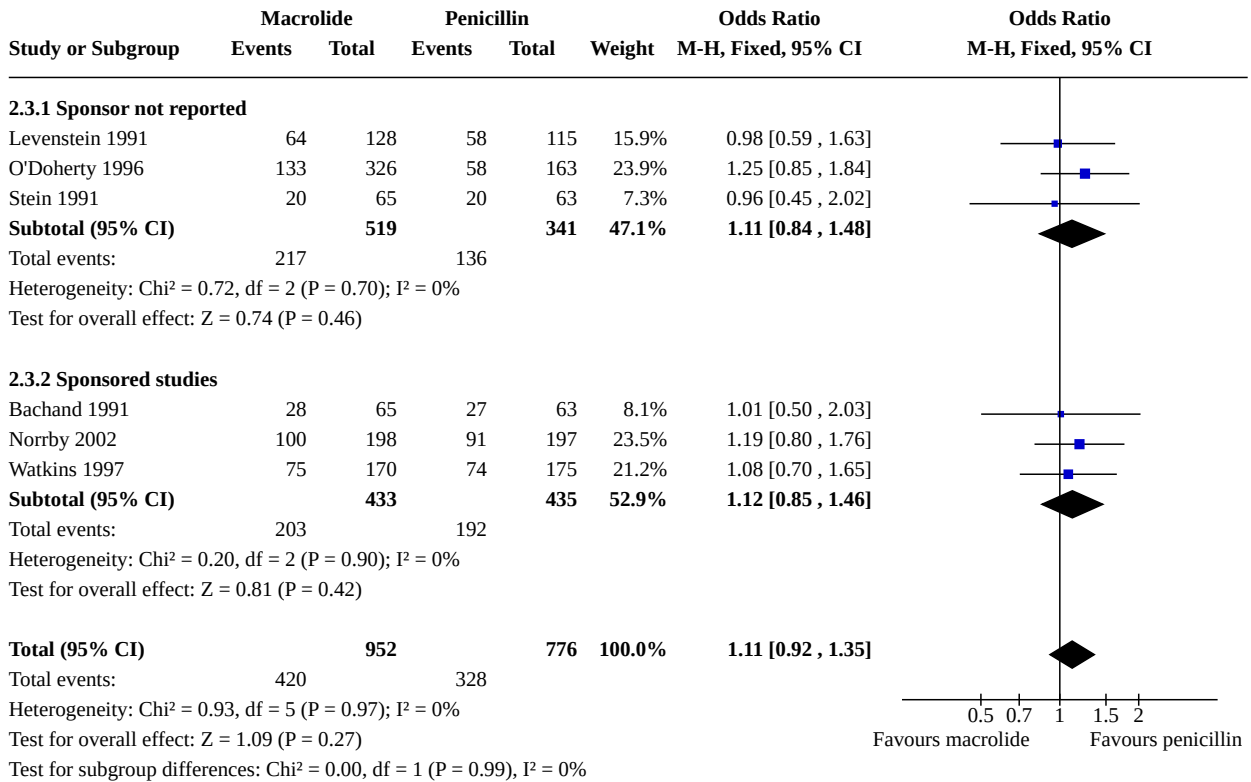 Macrolide Penicillin Odds Ratio Odds Ratio
Study or Subgroup Events Total Events Total Weight M-H, Fixed, 95% CI M-H, Fixed, 95% CI
2.3.1 Sponsor not reported
Levenstein 1991 64 128 58 115 15.9% 0.98 [0.59 , 1.63]
O'Doherty 1996 133 326 58 163 23.9% 1.25 [0.85 , 1.84]
Stein 1991 20 65 20 63 7.3% 0.96 [0.45 , 2.02]
Subtotal (95% CI) 519 341 47.1% 1.11 [0.84 , 1.48]
Total events: 217 136
Heterogeneity: Chi² = 0.72, df = 2 (P = 0.70); I² = 0%
Test for overall effect: Z = 0.74 (P = 0.46)
2.3.2 Sponsored studies
Bachand 1991 28 65 27 63 8.1% 1.01 [0.50 , 2.03]
Norrby 2002 100 198 91 197 23.5% 1.19 [0.80 , 1.76]
Watkins 1997 75 170 74 175 21.2% 1.08 [0.70 , 1.65]
Subtotal (95% CI) 433 435 52.9% 1.12 [0.85 , 1.46]
Total events: 203 192
Heterogeneity: Chi² = 0.20, df = 2 (P = 0.90); I² = 0%
Test for overall effect: Z = 0.81 (P = 0.42)
Total (95% CI) 952 776 100.0% 1.11 [0.92 , 1.35]
Total events: 420 328
Heterogeneity: Chi² = 0.93, df = 5 (P = 0.97); I² = 0%
0.5 0.7 1 1.5 2
Test for overall effect: Z = 1.09 (P = 0.27) Favours macrolide Favours penicillin
Test for subgroup differences: Chi² = 0.00, df = 1 (P = 0.99), I² = 0%